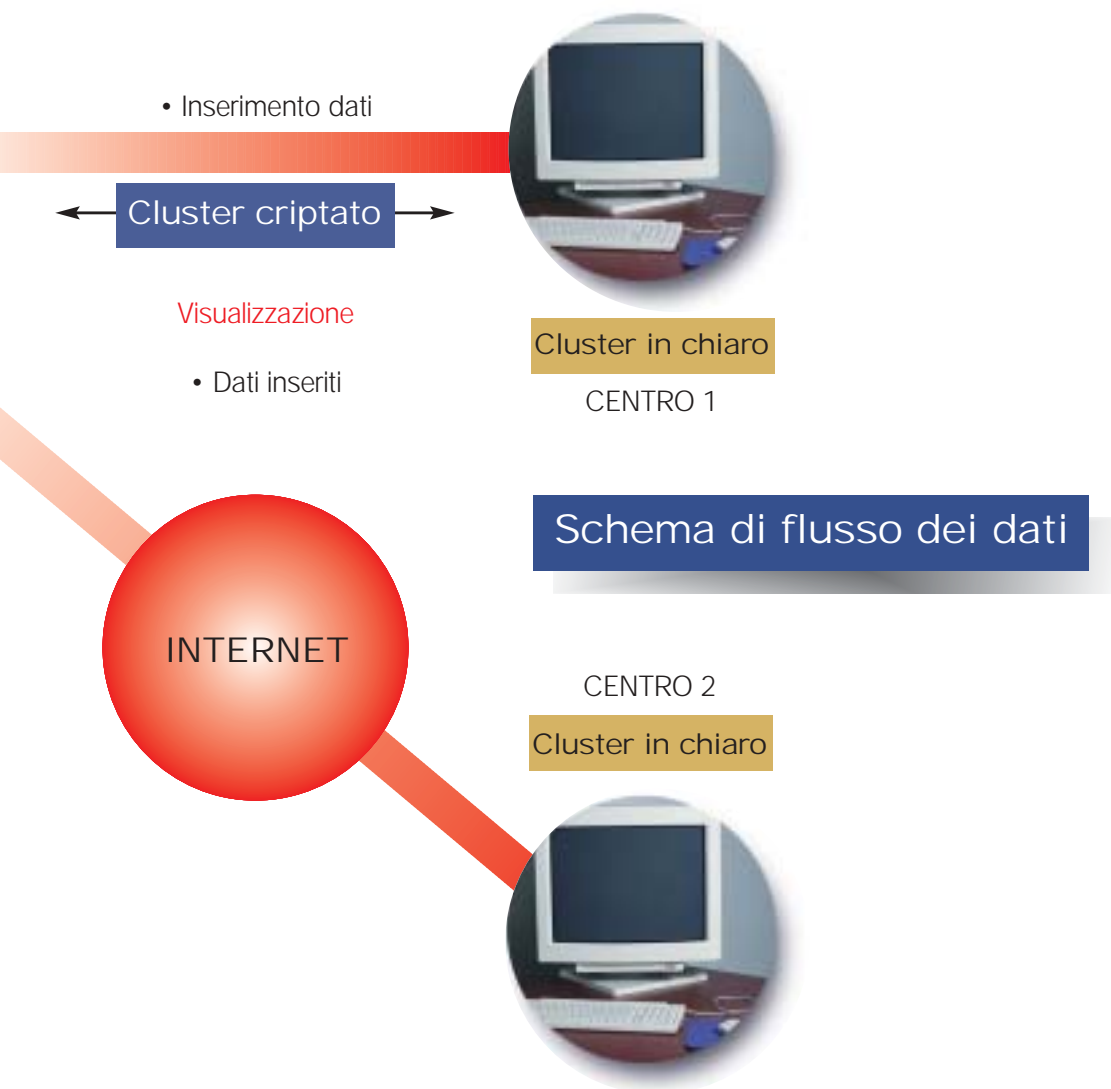 • Inserimento dati
Cluster criptato
Visualizzazione
• Dati inseriti
Cluster in chiaro
CENTRO 1
Schema di flusso dei dati
INTERNET
CENTRO 2
Cluster in chiaro